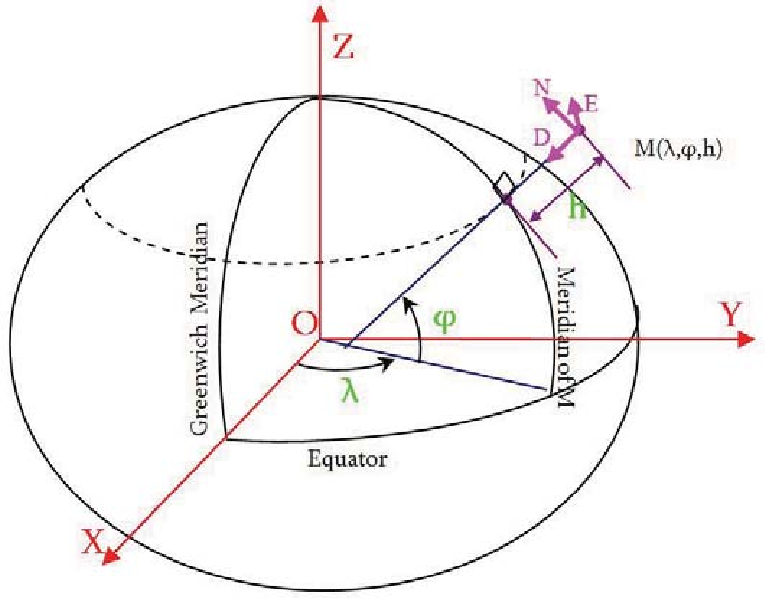 Z
N
E
D
M(λ,φ,h)
h
Greenwich Meridian
Meridian of M
O
Y
φ
λ
Equator
X